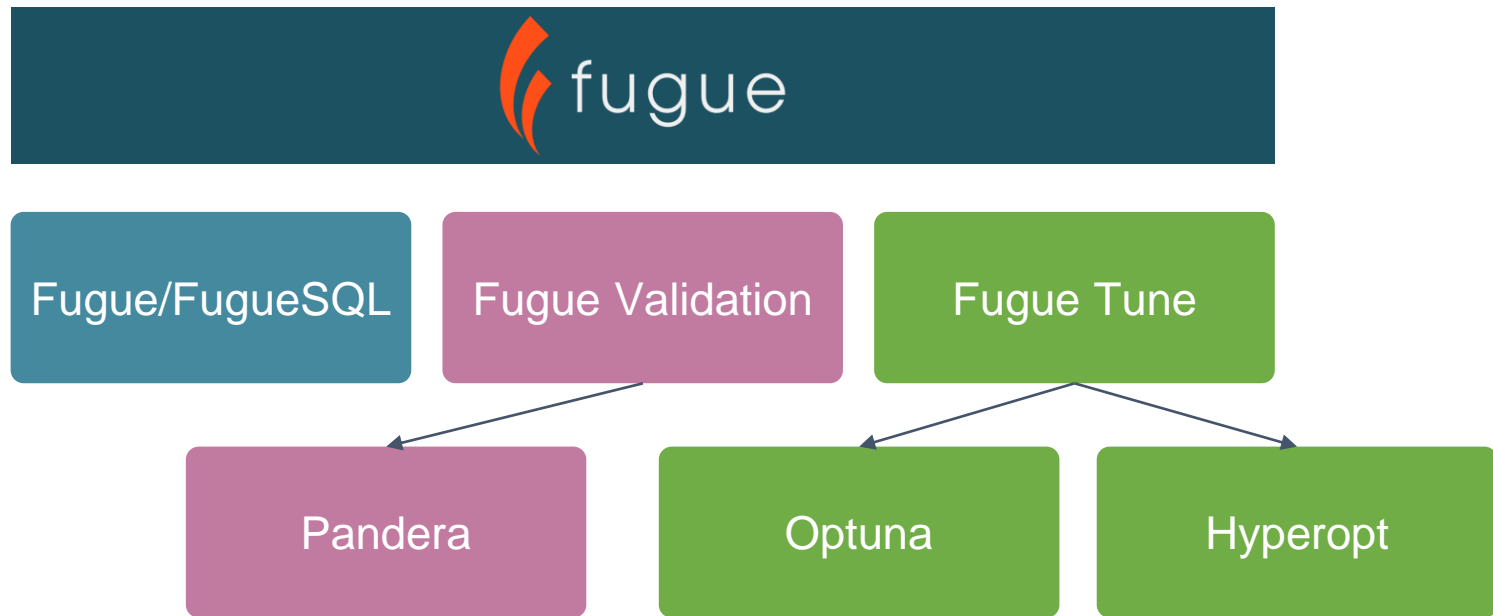 fugue
Fugue/FugueSQL
Fugue Validation
Fugue Tune
Pandera
Optuna
Hyperopt